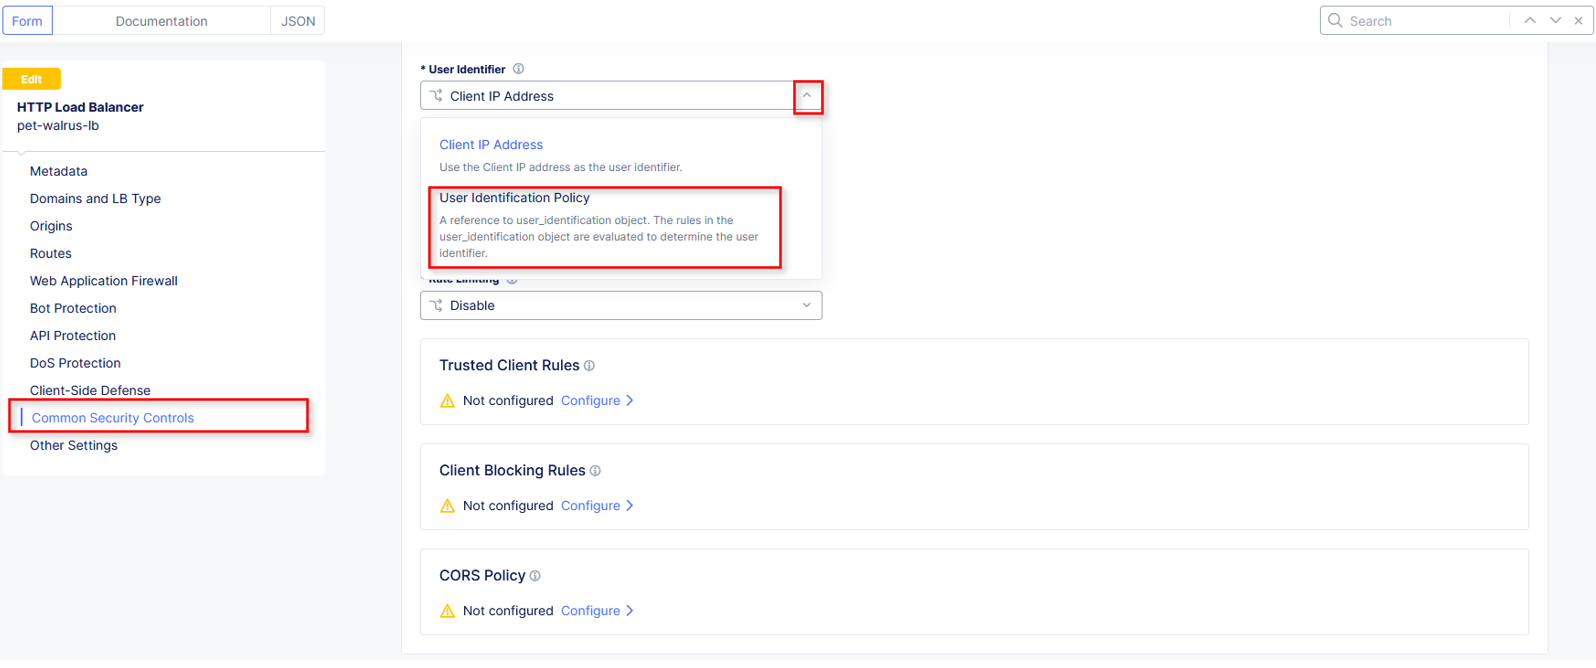 Form
Documentation
JSON
Search
Edit
HTTP Load Balancer
pet-walrus-lb
Metadata
Domains and LB Type
Origins
Routes
Web Application Firewall
Bot Protection
API Protection
DoS Protection
Client-Side Defense
Common Security Controls
Other Settings
* User Identifier
Client IP Address
Client IP Address
Use the Client IP address as the user identifier.
User Identification Policy
A reference to user_identification object. The rules in the
user_identification object are evaluated to determine the user
identifier.
* Rate Limiting
Disable
Trusted Client Rules
Not configured Configure
Client Blocking Rules
Not configured Configure
CORS Policy
Not configured Configure